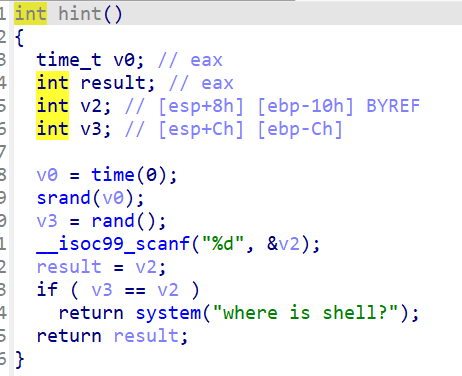 1 int hint()
2 {
3 time_t v0; // eax
4 int result; // eax
5 int v2; // [esp+8h] [ebp-10h] BYREF
6 int v3; // [esp+Ch] [ebp-Ch]
7
8 v0 = time(0);
9 srand(v0);
0 v3 = rand();
1 __isoc99_scanf("%d", &v2);
2 result = v2;
3 if ( v3 == v2 )
4 return system("where is shell?");
5 return result;
6 }